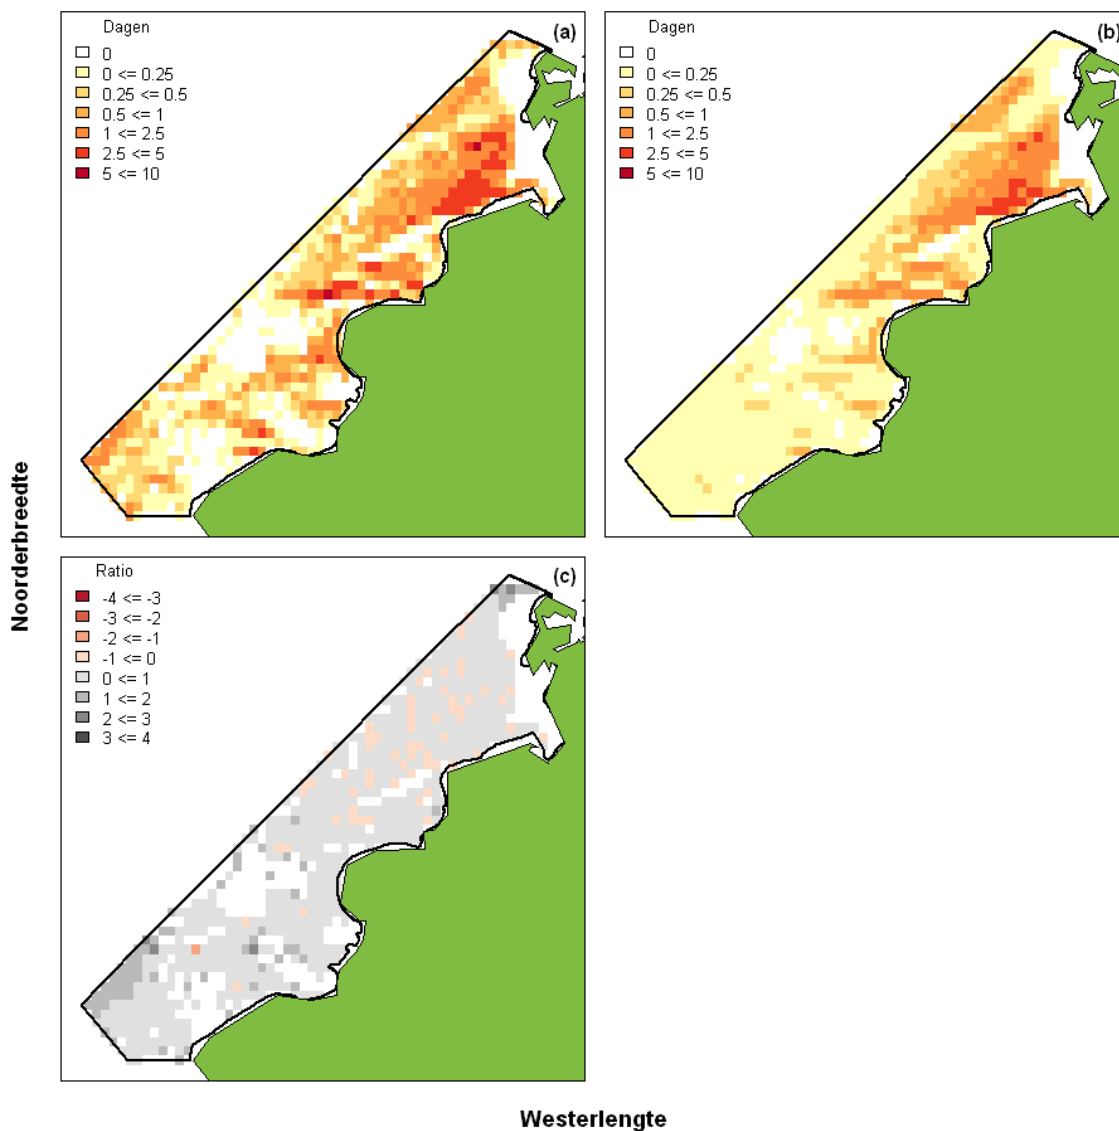 Dagen
(a)
0
0 <= 0.25
0.25 <= 0.5
0.5 <= 1
1 <= 2.5
2.5 <= 5
5 <= 10
Dagen
(b)
0
0 <= 0.25
0.25 <= 0.5
0.5 <= 1
1 <= 2.5
2.5 <= 5
5 <= 10
Noorderbreedte
Ratio
(c)
-4 <= -3
-3 <= -2
-2 <= -1
-1 <= 0
0 <= 1
1 <= 2
2 <= 3
3 <= 4
Westerlengte